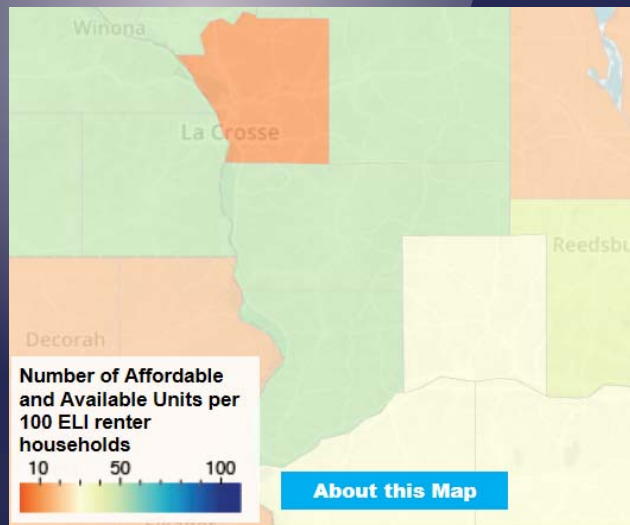 Winona
La Crosse
Reedsbu
Decorah
Number of Affordable
and Available Units per
100 ELI renter
households
10 50 100
About this Map